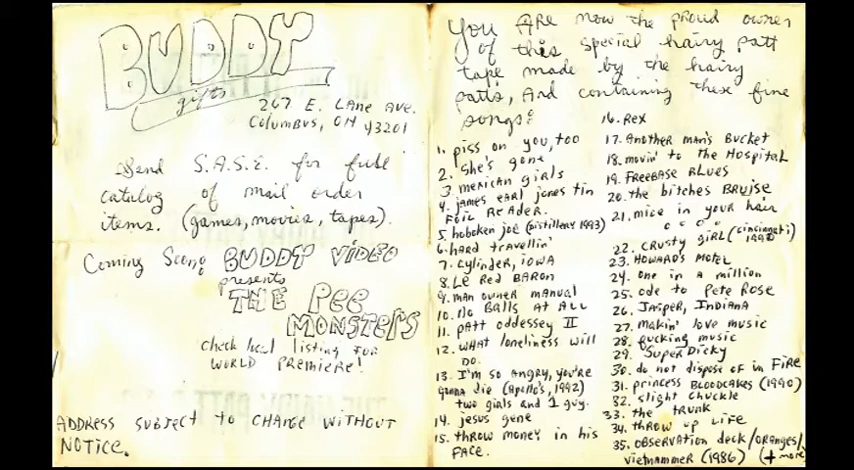 BUDDY
gifts
267 E. LANE AVE.
COLUMBUS, OH 43201
Send S.A.S.E. for full
catalog of mail order
items. (games, movies, tapes).
Coming Soon: BUDDY VIDEO
presents
THE PEE
MONSTERS
check local listing FOR
WORLD PREMIERE!
ADDRESS SUBJECT TO CHANGE WITHOUT
NOTICE.
You ARE now the proud owner
of this special hairy patt
tape made by the hairy
patts, And containing these fine
songs:
1. piss on you, too
2. she's gone
3. merican girls
4. james earl jones tin
FOIL READER.
5. hoboken joe (Distillery 1993)
6. hard travellin'
7. cylinder, iowa
8. LE Red BARON
9. MAN OWNER MANUAL
10. No BALLS AT ALL
11. pATT oddessey II
12. WHAT loneliness will
DO.
13. I'm so angry, you're
gonna die (Apollo's, 1992)
two girls and 1 guy.
14. jesus gene
15. throw money in his
FACE.
16. REX
17. ANother MAN'S BUCKET
18. movin' to THE HOSPITAL
19. FREEBASE BLUES
20. the bitches BRUISE
21. mice in your hair
22. CRUSTY GIRL (cincinnati)
23. HOWARD'S MOTEL
24. one in a million
25. ode to Pete Rose
26. JASPER, INDIANA
27. makin' love music
28. fucking music
29. SUPER DICKY
30. do not dispose of in FIRE
31. princess BLOODCAKES (1990)
32. slight chuckle
33. the trunk
34. THROW UP LIFE
35. OBSERVATION deck/ORANGES/
VIETNAMMER (1986) (+ more